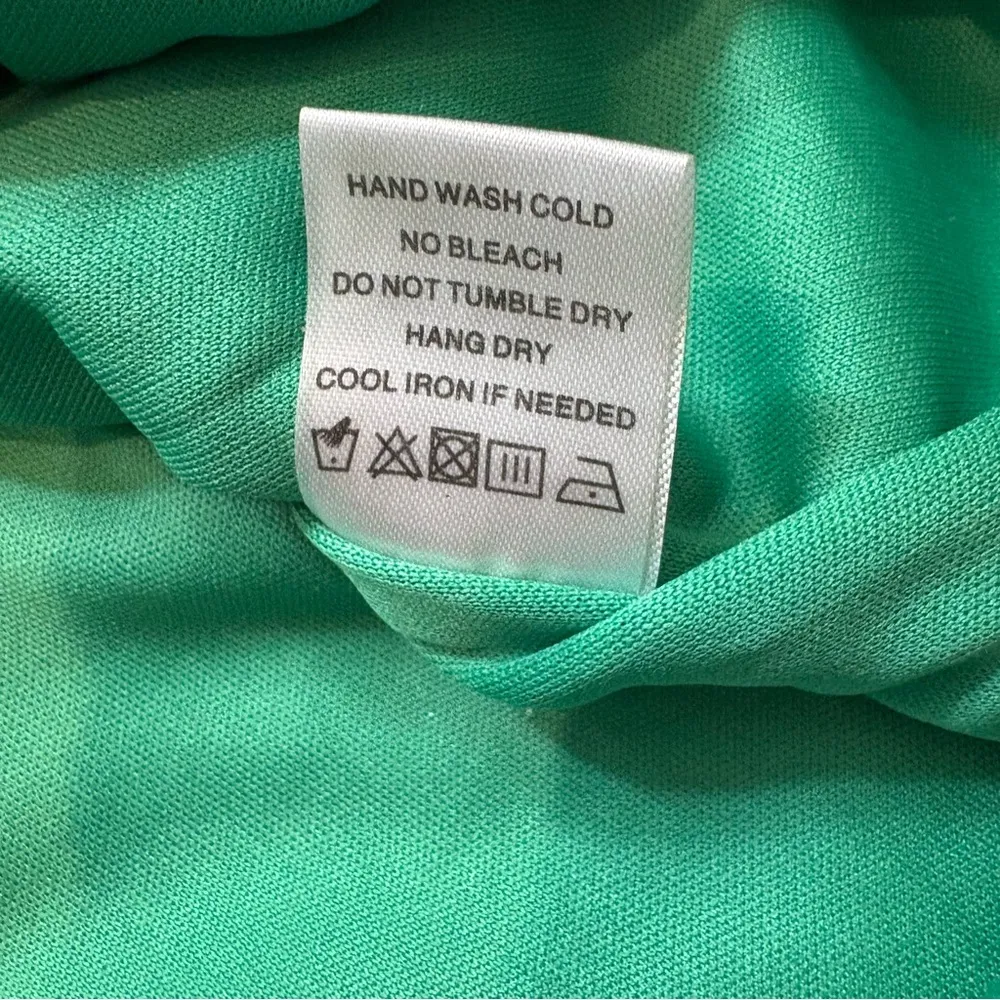 HAND WASH COLD
NO BLEACH
DO NOT TUMBLE DRY
HANG DRY
COOL IRON IF NEEDED